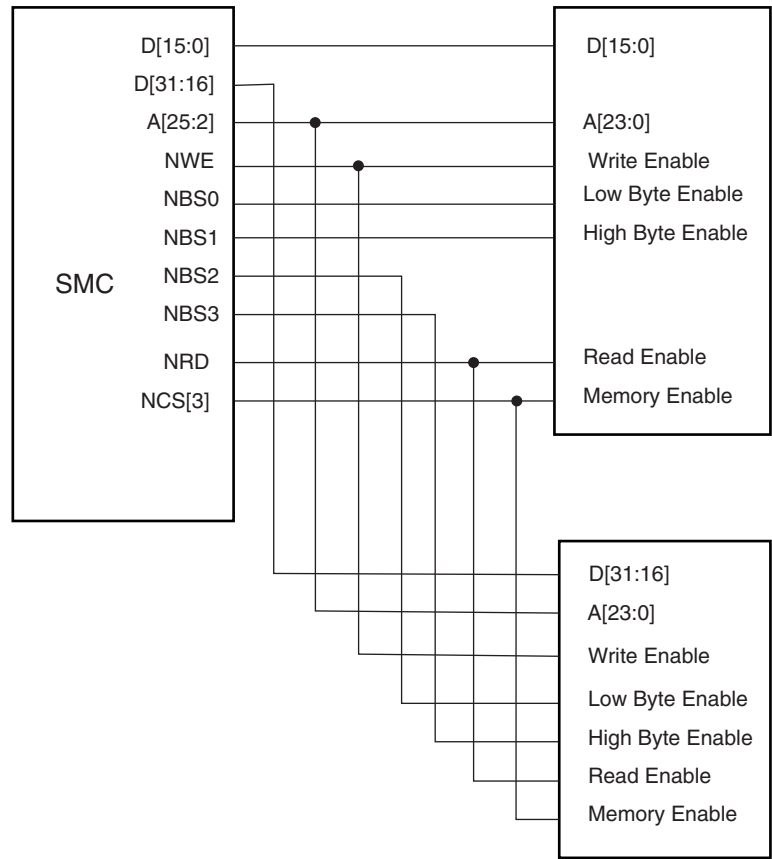 SMC
D[15:0]
D[31:16]
A[25:2]
NWE
NBS0
NBS1
NBS2
NBS3
NRD
NCS[3]
D[15:0]
A[23:0]
Write Enable
Low Byte Enable
High Byte Enable
Read Enable
Memory Enable
D[31:16]
A[23:0]
Write Enable
Low Byte Enable
High Byte Enable
Read Enable
Memory Enable